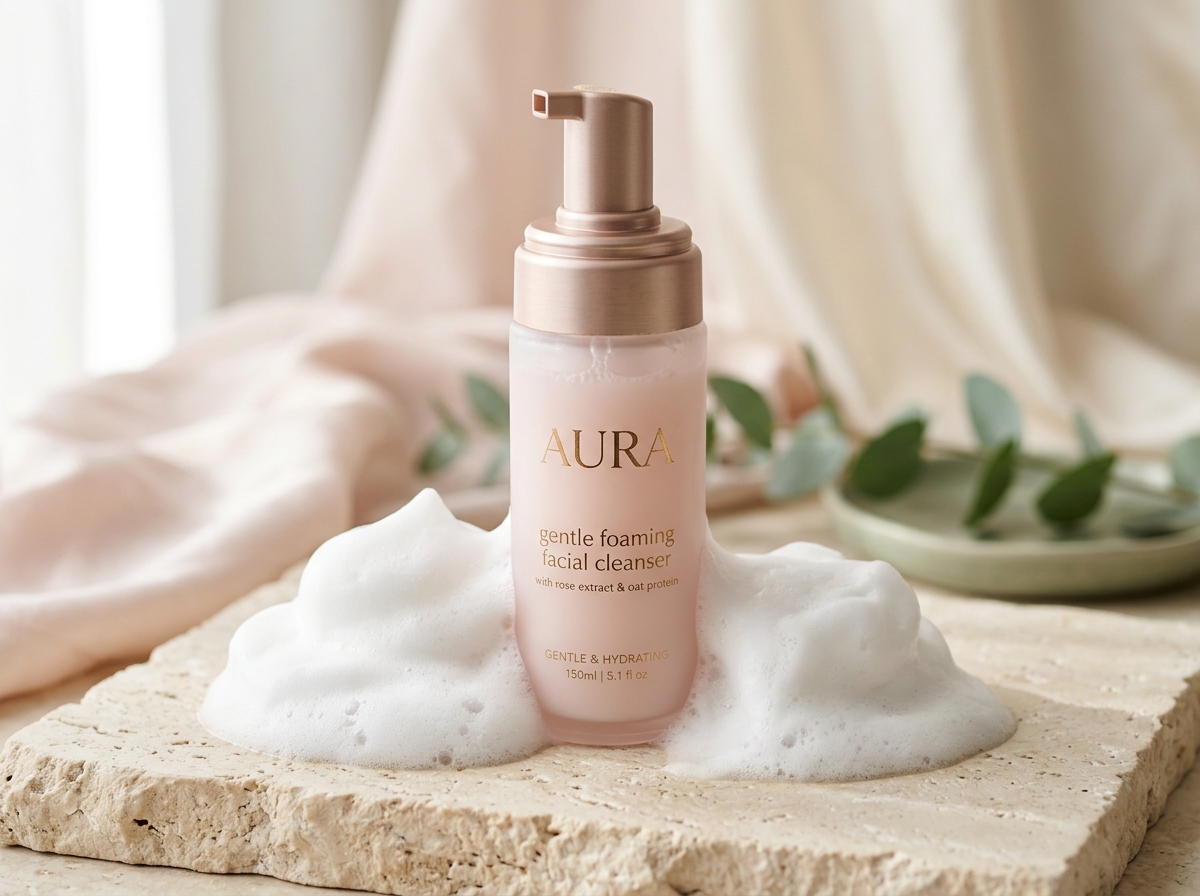 AURA
gentle foaming
facial cleanser
with rose extract & oat protein
GENTLE & HYDRATING
150ml | 5.1 fl oz